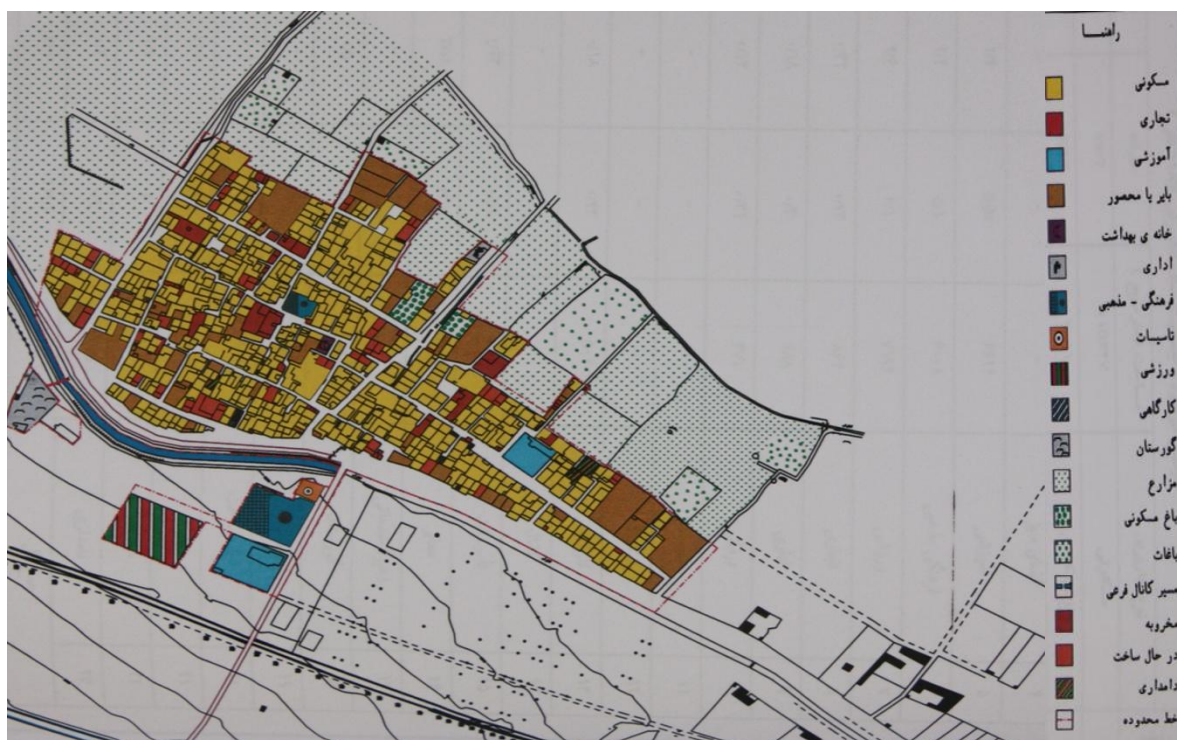 راهنما
مسکونی
تجاری
آموزشی
بایر یا محصور
خانه ی بهداشت
اداری
فرهنگی - مذهبی
تاسیسات
ورزشی
کارگاهی
گورستان
مزارع
باغ مسکونی
باغات
مسیر کانال فرعی
مخروبه
در حال ساخت
دامداری
خط محدوده